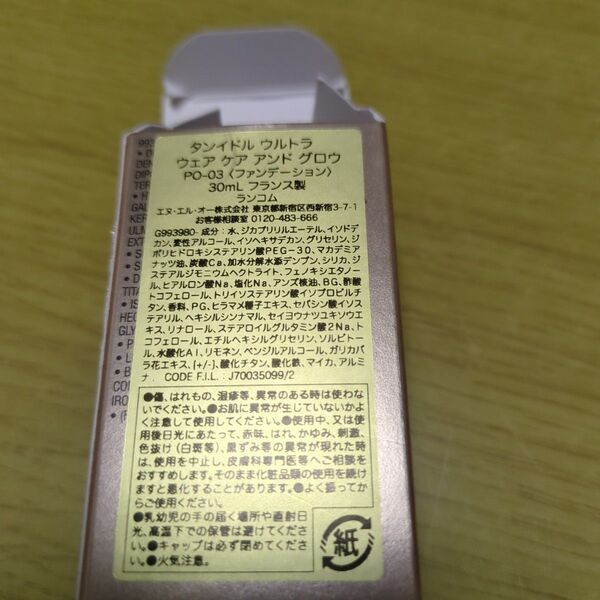 タンイドル ウルトラ
ウェア ケア アンド グロウ
PO-03〈ファンデーション〉
30mL フランス製
ランコム
エヌ・エル・オー株式会社 東京都新宿区西新宿3-7-1
お客様相談室 0120-483-666
G993980- 成分：水、ジカプリリルエーテル、イソドデ
カン、変性アルコール、イソヘキサデカン、グリセリン、ジ
ポリヒドロキシステアリン酸PEG-30、マカデミア
ナッツ油、炭酸Ca、加水分解水添デンプン、シリカ、ジ
ステアルジモニウムヘクトライト、フェノキシエタノー
ル、ヒアルロン酸Na、塩化Na、アンズ核油、BG、酢酸
トコフェロール、トリイソステアリン酸イソプロピルチ
タン、香料、PG、ヒラマメ種子エキス、セバシン酸イソス
テアリル、ヘキシルシンナマル、セイヨウナツユキソウエ
キス、リナロール、ステアロイルグルタミン酸2Na、ト
コフェロール、エチルヘキシルグリセリン、ソルビトー
ル、水酸化Al、リモネン、ベンジルアルコール、ガリカバ
ラ花エキス、[+/-]、酸化チタン、酸化鉄、マイカ、アルミ
ナ. CODE F.I.L.：J70035099/2
●傷、はれもの、湿疹等、異常のある時は使わな
いでください。●お肌に異常が生じていないかよ
く注意して使用してください。●使用中、又は使
用後日光にあたって、赤味、はれ、かゆみ、刺激、
色抜け（白斑等）、黒ずみ等の異常が現れた時
は、使用を中止し、皮膚科専門医等へご相談を
おすすめします。そのまま化粧品類の使用を続け
ますと悪化することがあります。●よく振ってか
らご使用ください。
●乳幼児の手の届く場所や直射日
光、高温下での保管は避けてくださ
い。●キャップは必ず閉めてくださ
い。●火気注意。
紙